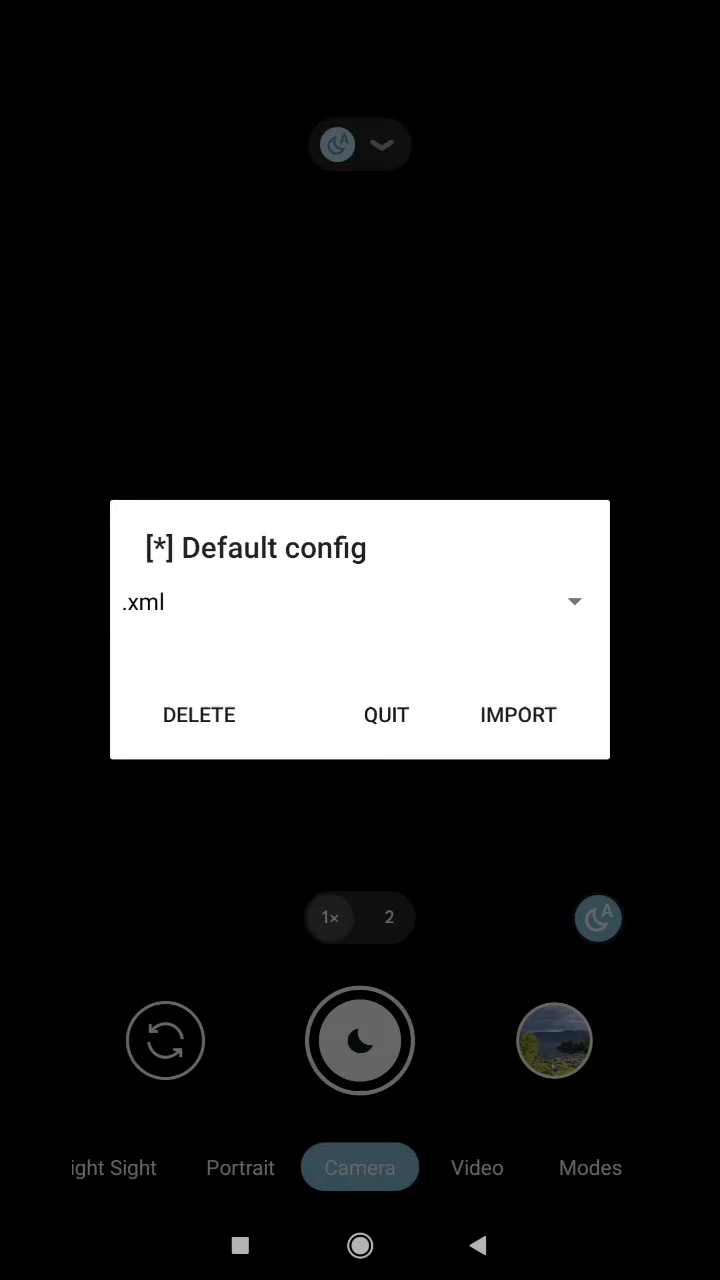 [*] Default config
.xml
DELETE QUIT IMPORT
1× 2
ight Sight Portrait Camera Video Modes